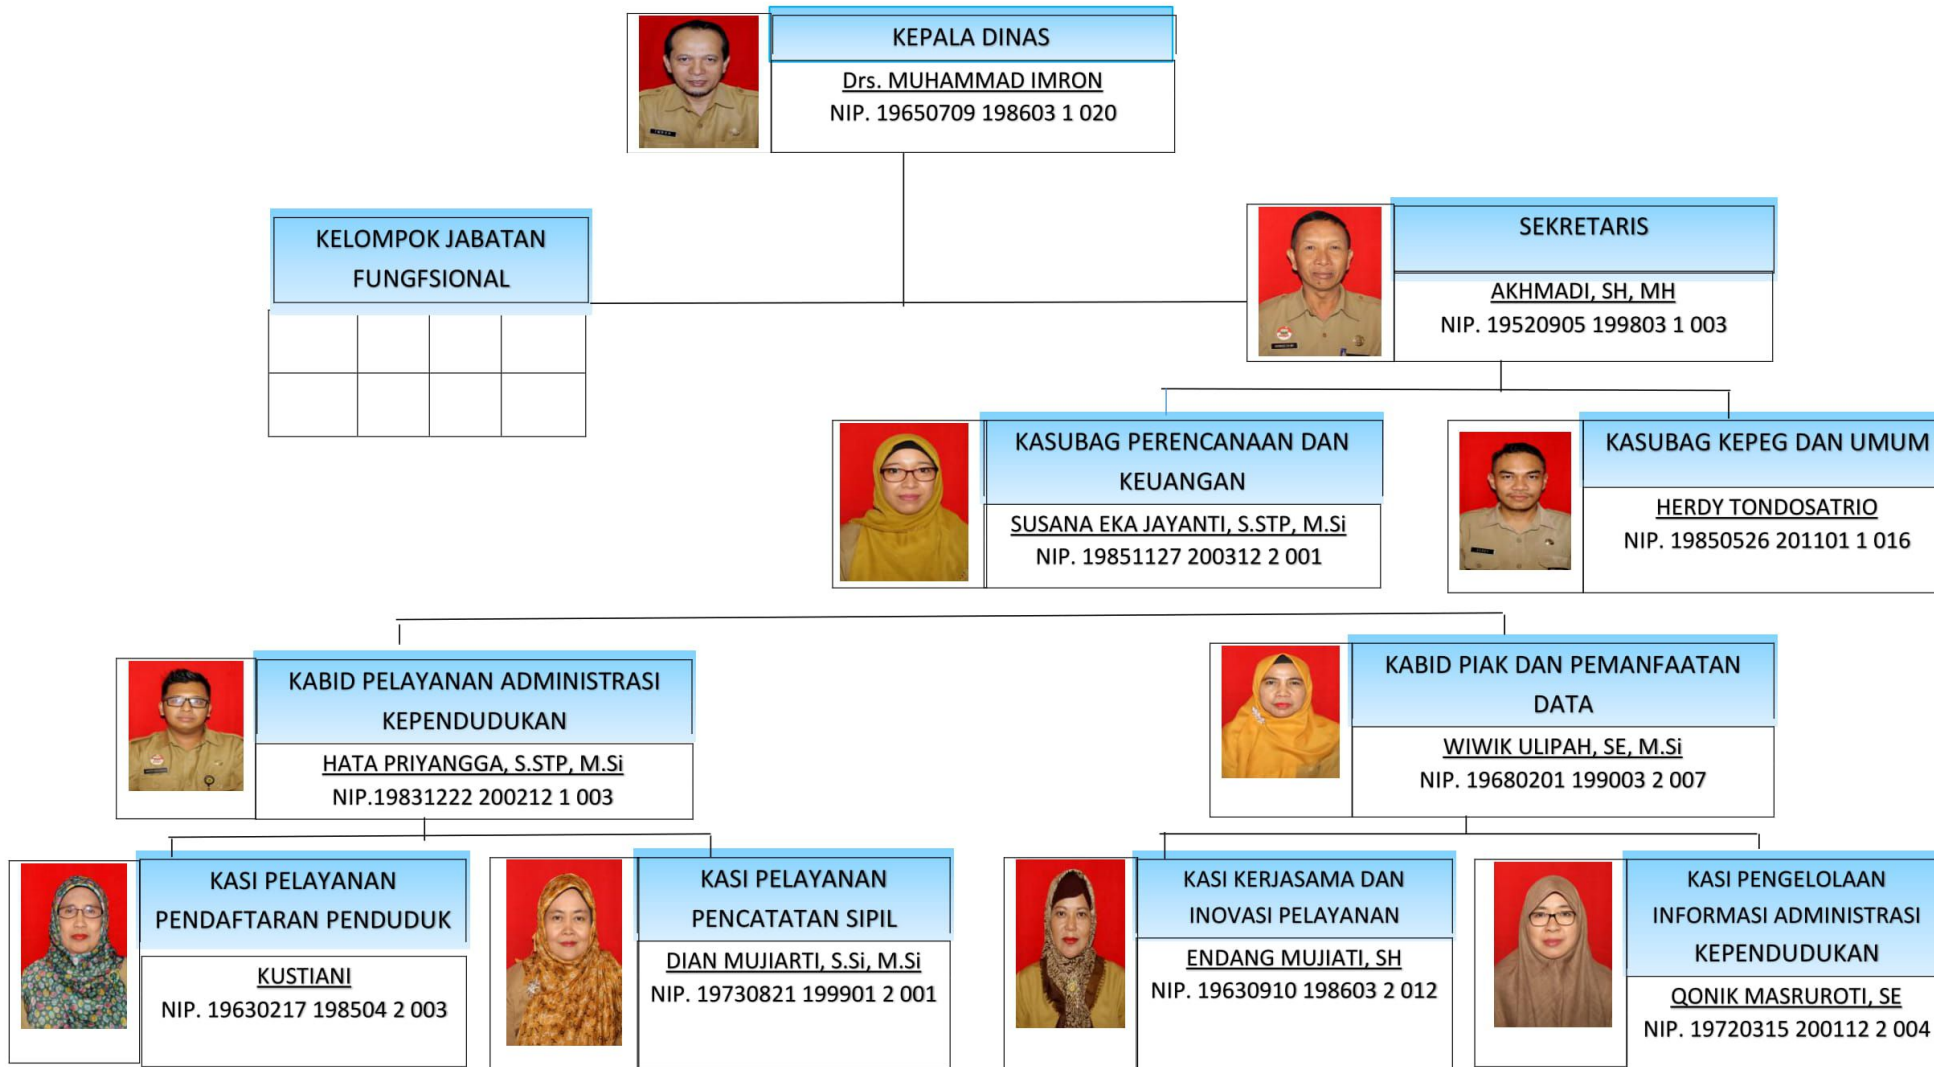 KEPALA DINAS
Drs. MUHAMMAD IMRON
NIP. 19650709 198603 1 020
KELOMPOK JABATAN
FUNGFSIONAL
SEKRETARIS
AKHMADI, SH, MH
NIP. 19520905 199803 1 003
KASUBAG PERENCANAAN DAN
KEUANGAN
SUSANA EKA JAYANTI, S.STP, M.Si
NIP. 19851127 200312 2 001
KASUBAG KEPEG DAN UMUM
HERDY TONDOSATRIO
NIP. 19850526 201101 1 016
KABID PELAYANAN ADMINISTRASI
KEPENDUDUKAN
HATA PRIYANGGA, S.STP, M.Si
NIP.19831222 200212 1 003
KABID PIAK DAN PEMANFAATAN
DATA
WIWIK ULIPAH, SE, M.Si
NIP. 19680201 199003 2 007
KASI PELAYANAN
PENDAFTARAN PENDUDUK
KUSTIANI
NIP. 19630217 198504 2 003
KASI PELAYANAN
PENCATATAN SIPIL
DIAN MUJIARTI, S.Si, M.Si
NIP. 19730821 199901 2 001
KASI KERJASAMA DAN
INOVASI PELAYANAN
ENDANG MUJIATI, SH
NIP. 19630910 198603 2 012
KASI PENGELOLAAN
INFORMASI ADMINISTRASI
KEPENDUDUKAN
QONIK MASRUROTI, SE
NIP. 19720315 200112 2 004